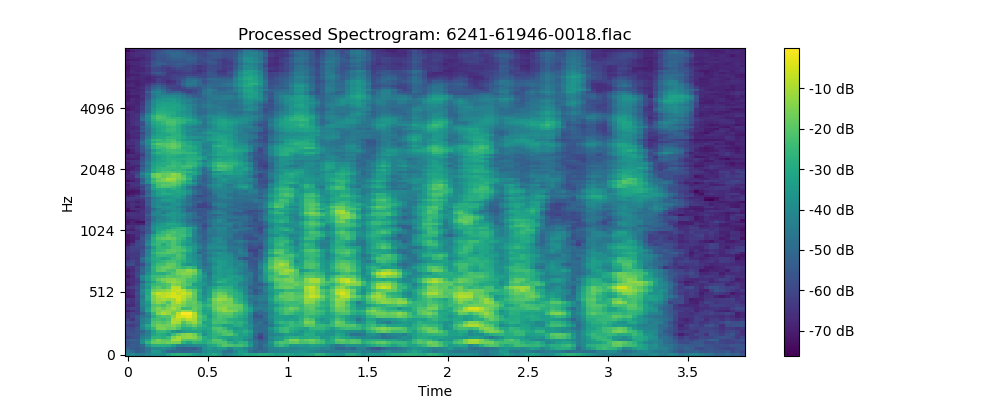 Processed Spectrogram: 6241-61946-0018.flac
Hz
4096
2048
1024
512
0
0 0.5 1 1.5 2 2.5 3 3.5
Time
-10 dB
-20 dB
-30 dB
-40 dB
-50 dB
-60 dB
-70 dB